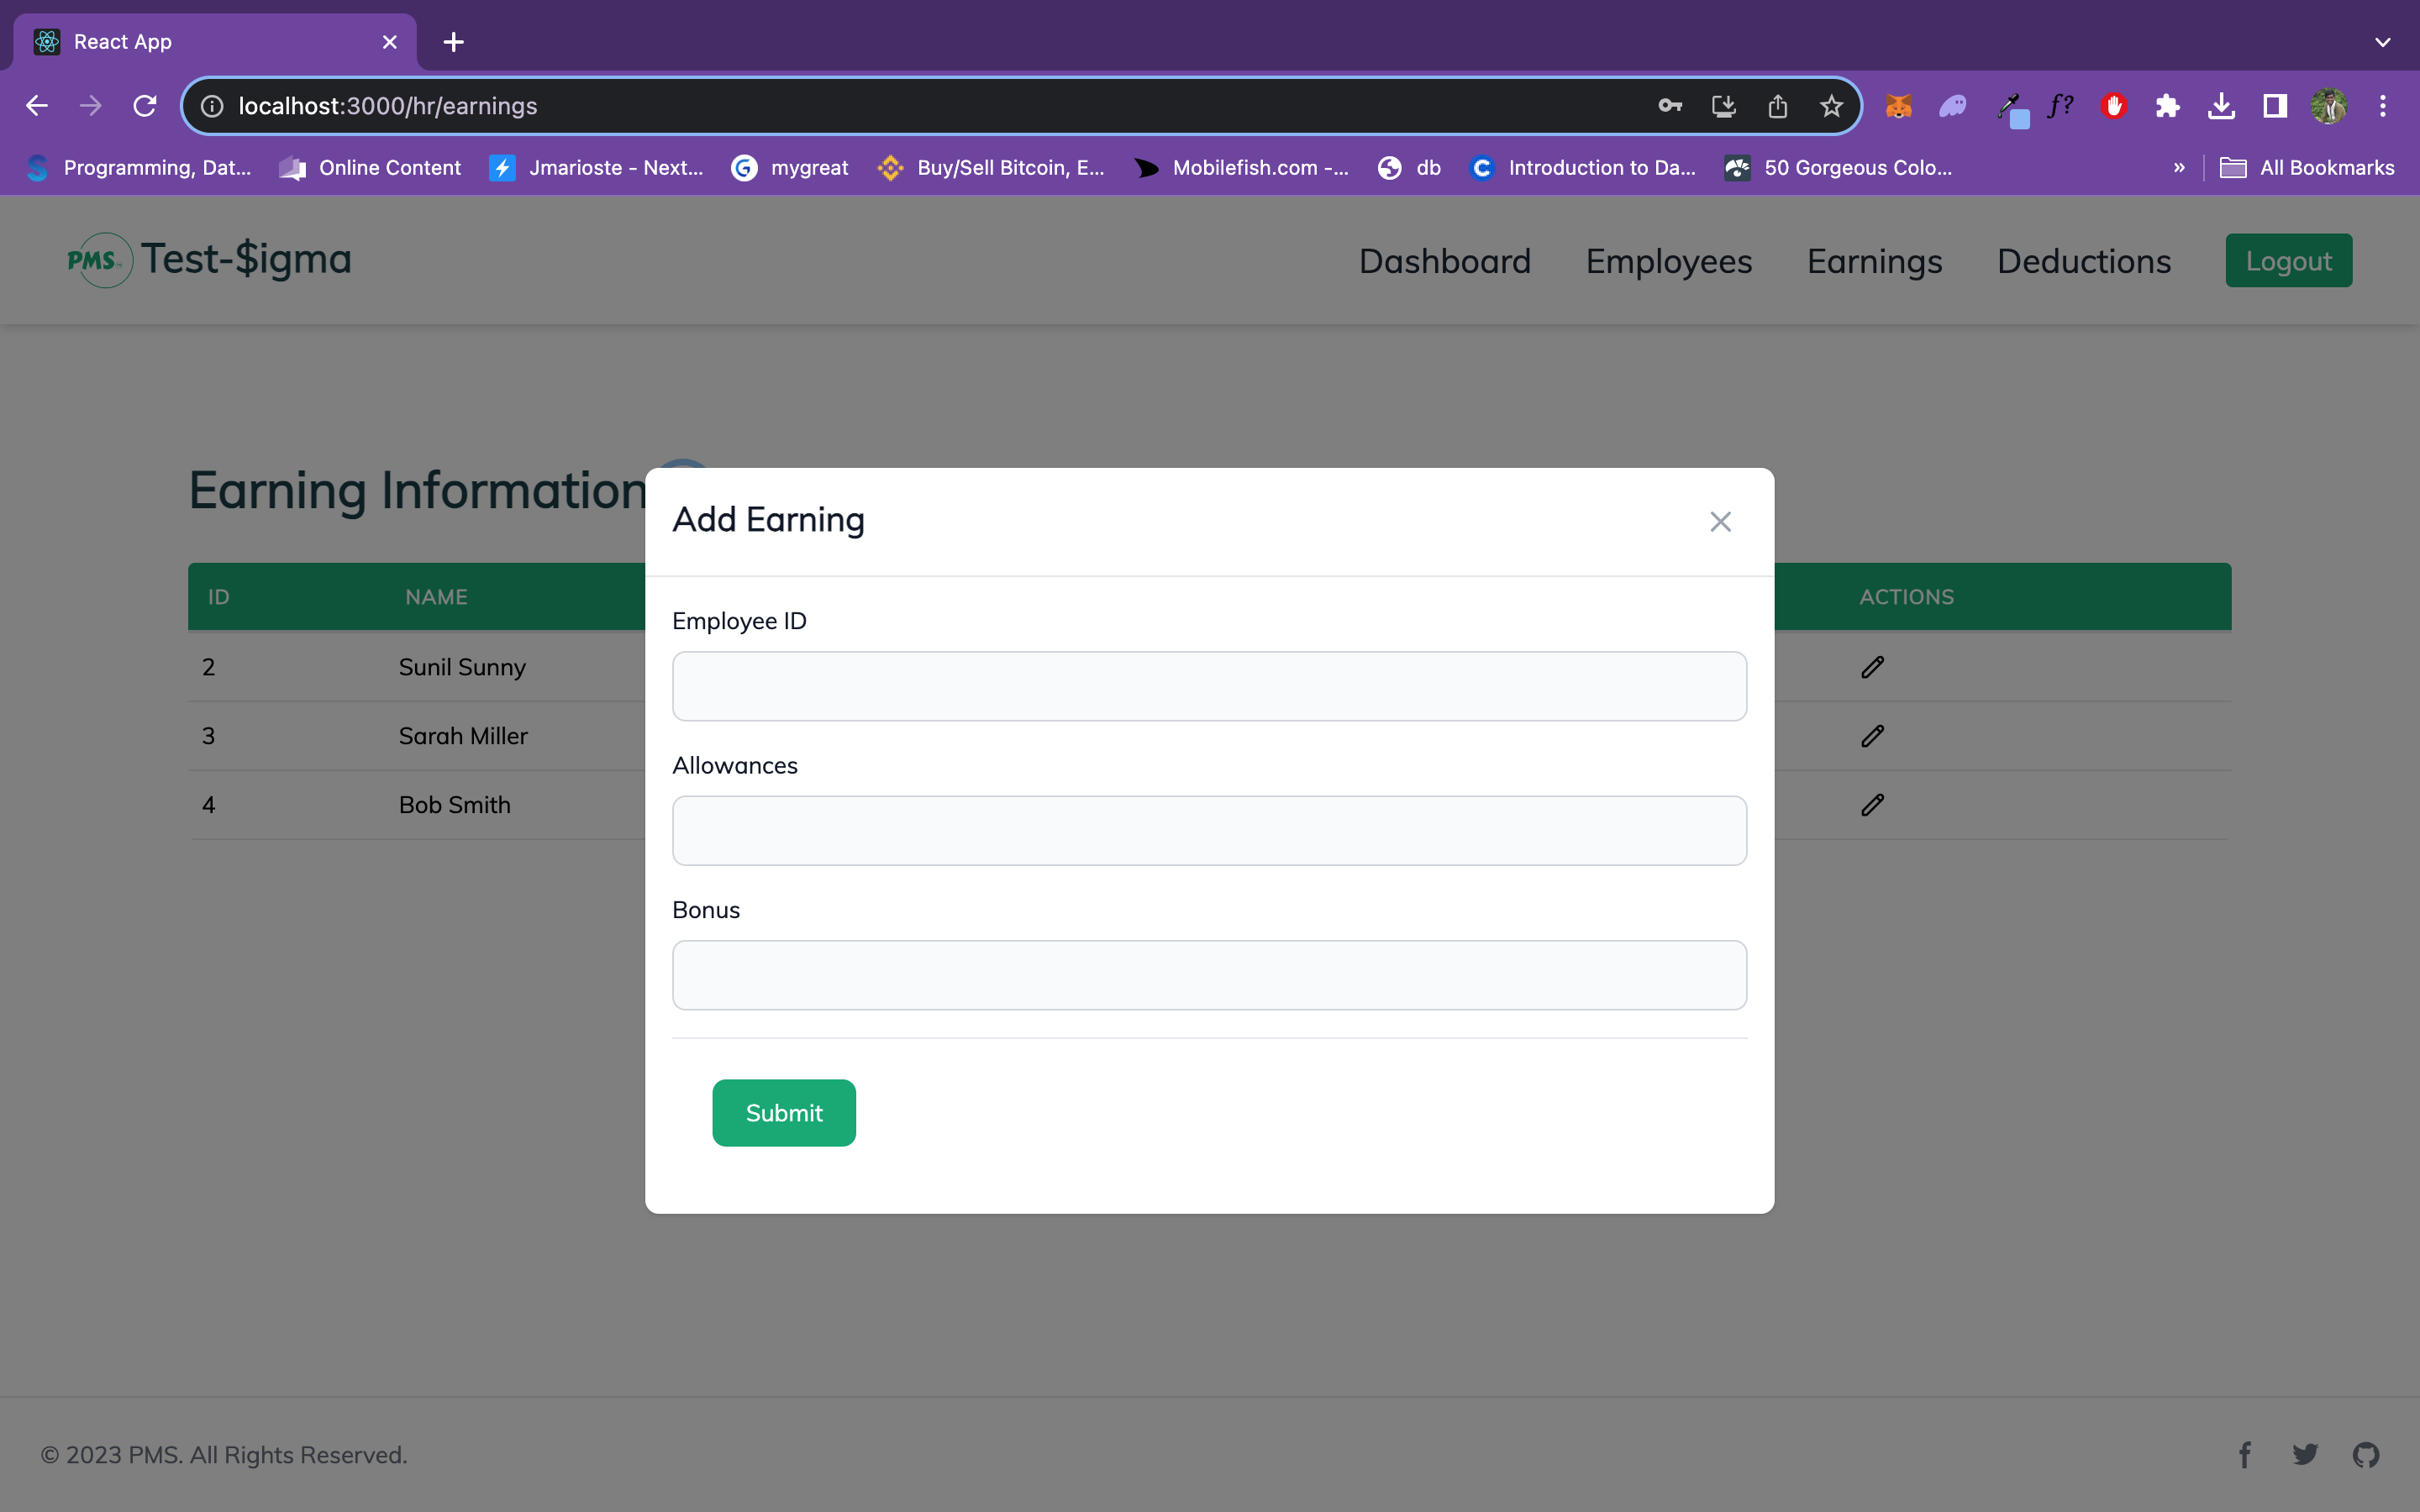 React App
localhost:3000/hr/earnings
f?
Programming, Dat... Online Content Jmarioste - Next... mygreat Buy/Sell Bitcoin, E... Mobilefish.com -... db Introduction to Da... 50 Gorgeous Colo... » All Bookmarks
PMS Test-$igma Dashboard Employees Earnings Deductions Logout
Earning Information
Add Earning
ID NAME ACTIONS
Employee ID
2 Sunil Sunny
3 Sarah Miller
Allowances
4 Bob Smith
Bonus
Submit
© 2023 PMS. All Rights Reserved.